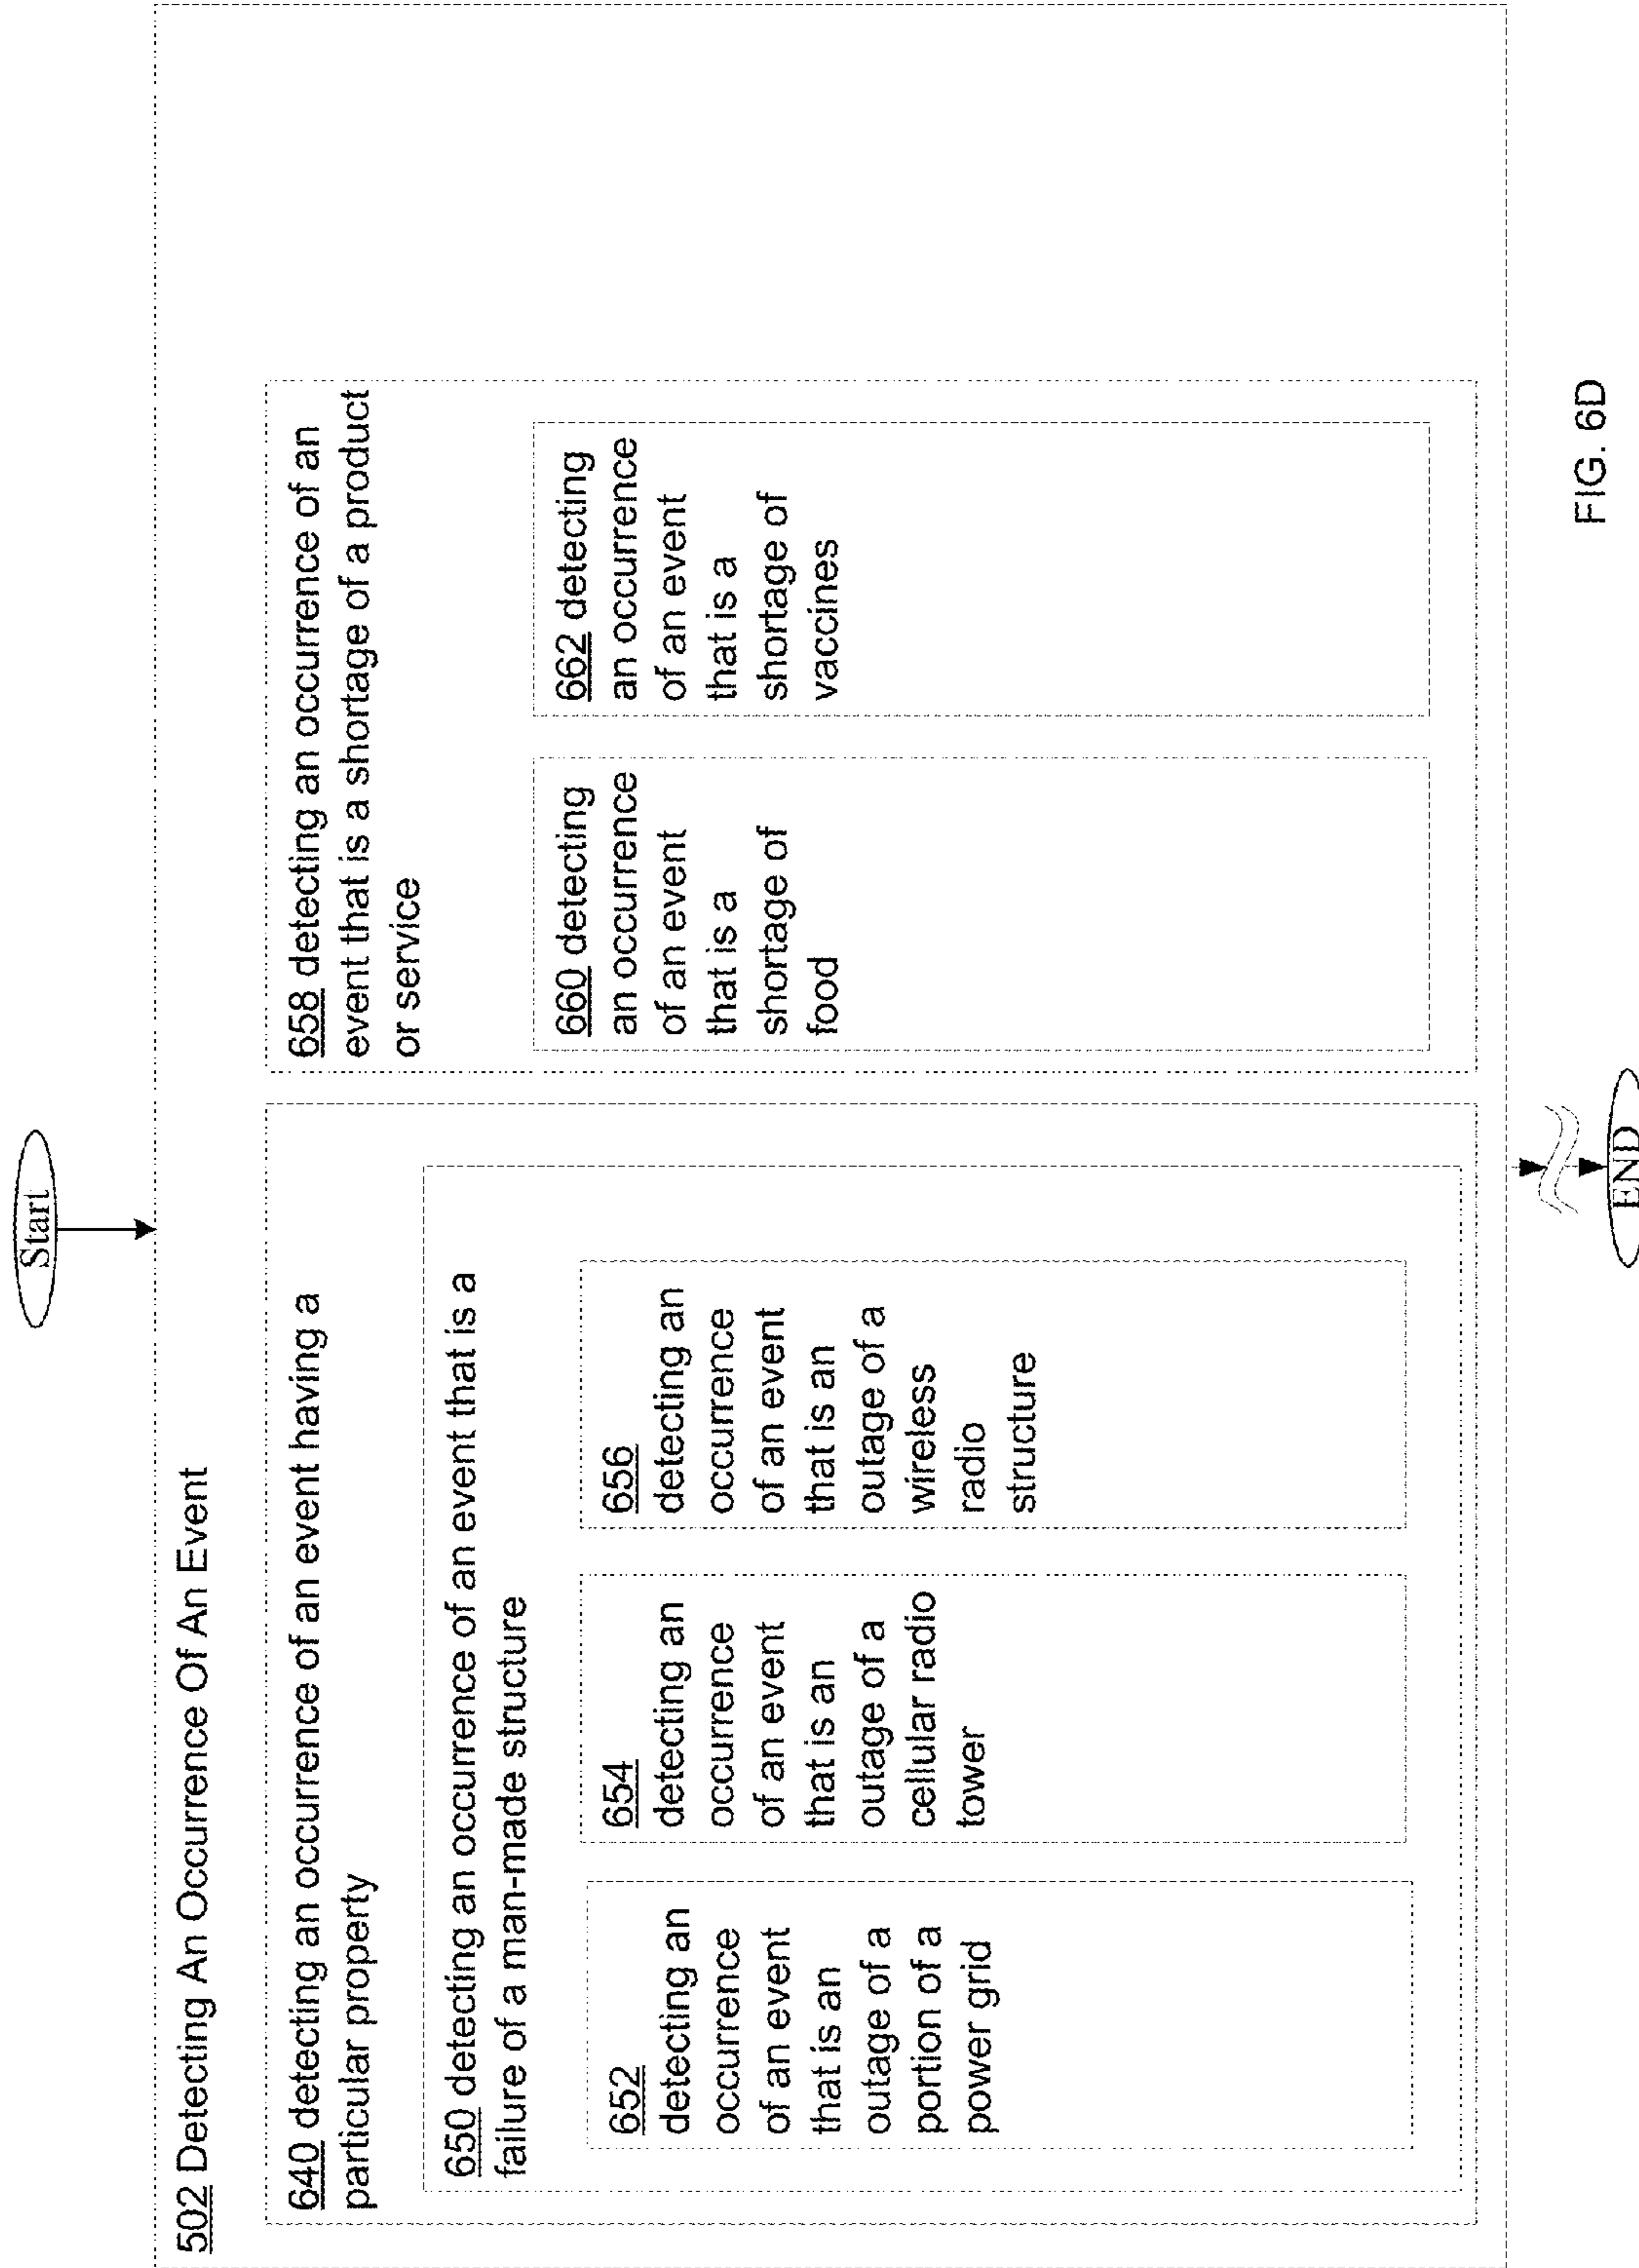 Start
502 Detecting An Occurrence Of An Event
640 detecting an occurrence of an event having a
particular property
650 detecting an occurrence of an event that is a
failure of a man-made structure
652
detecting an
occurrence
of an event
that is an
outage of a
portion of a
power grid
654
detecting an
occurrence
of an event
that is an
outage of a
cellular radio
tower
656
detecting an
occurrence
of an event
that is an
outage of a
wireless
radio
structure
658 detecting an occurrence of an
event that is a shortage of a product
or service
660 detecting
an occurrence
of an event
that is a
shortage of
food
662 detecting
an occurrence
of an event
that is a
shortage of
vaccines
END
FIG. 6D